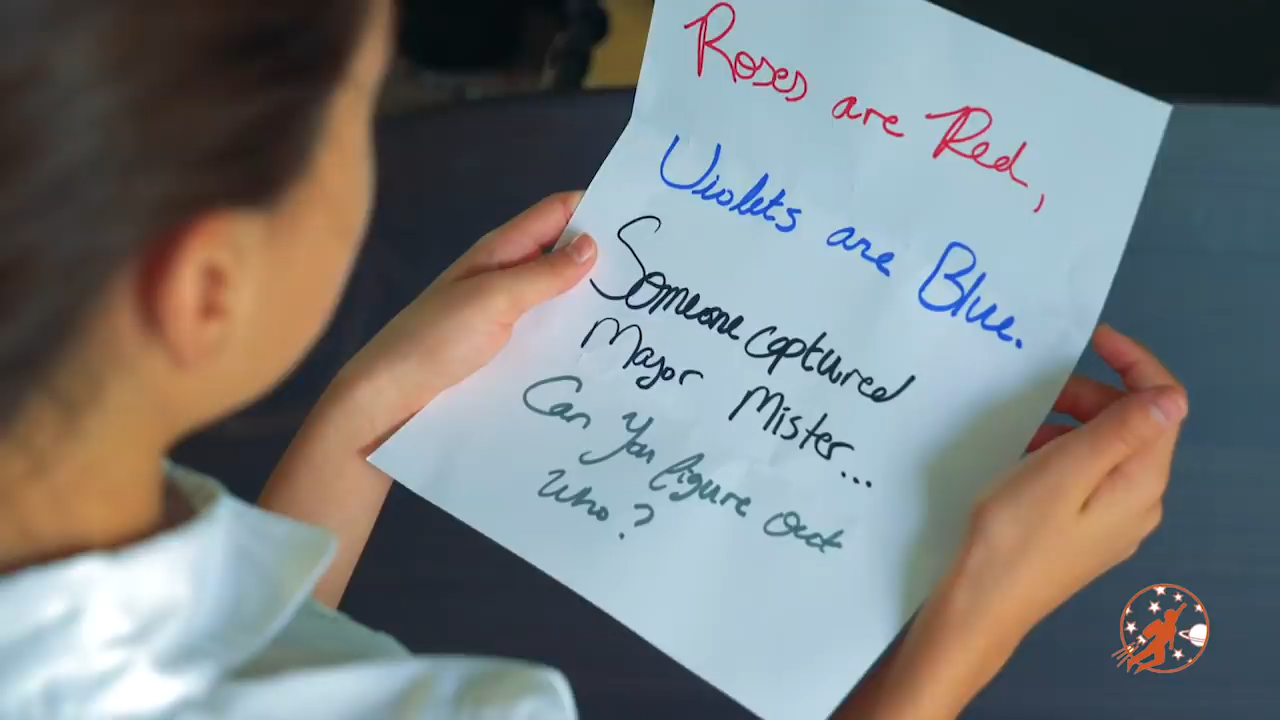 Roses are Red,
Violets are Blue.
Someone captured
Major Mister...
Can you figure out
who?